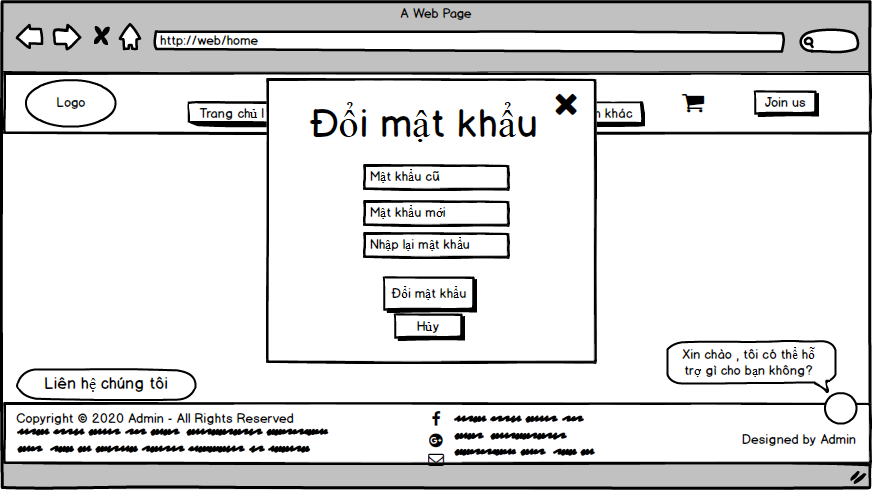 A Web Page
http://web/home
Logo
Trang chủ
khác
Join us
Đổi mật khẩu
Mật khẩu cũ
Mật khẩu mới
Nhập lại mật khẩu
Đổi mật khẩu
Hủy
Xin chào , tôi có thể hỗ
trợ gì cho bạn không?
Liên hệ chúng tôi
Copyright © 2020 Admin - All Rights Reserved
Designed by Admin